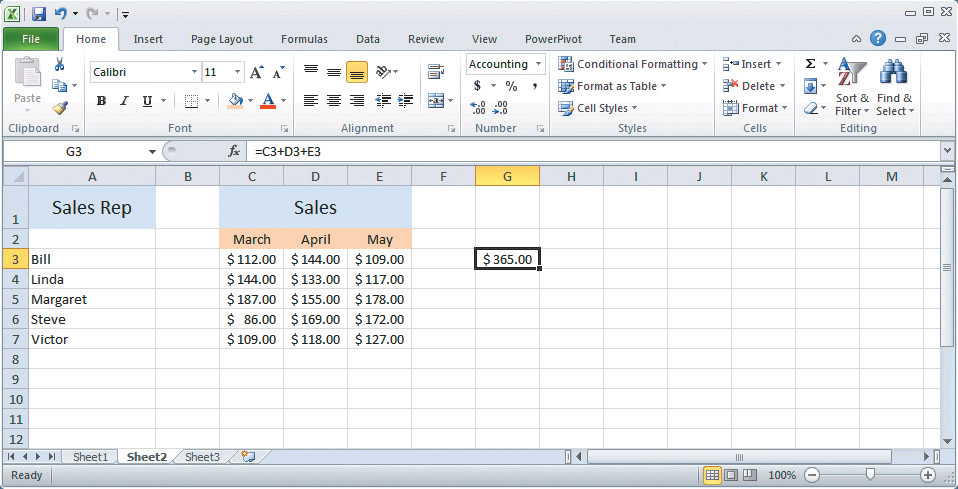 File Home Insert Page Layout Formulas Data Review View PowerPivot Team
Calibri 11 Accounting Conditional Formatting Insert Σ
Paste B I U A $ % , Format as Table Delete Sort & Filter Find & Select
Cell Styles Format
Clipboard Font Alignment Number Styles Cells Editing
G3 fx =C3+D3+E3
A B C D E F G H I J K L M
1 Sales Rep Sales
2 March April May
3 Bill $ 112.00 $ 144.00 $ 109.00 $ 365.00
4 Linda $ 144.00 $ 133.00 $ 117.00
5 Margaret $ 187.00 $ 155.00 $ 178.00
6 Steve $ 86.00 $ 169.00 $ 172.00
7 Victor $ 109.00 $ 118.00 $ 127.00
8
9
10
11
12
Sheet1 Sheet2 Sheet3
Ready 100%